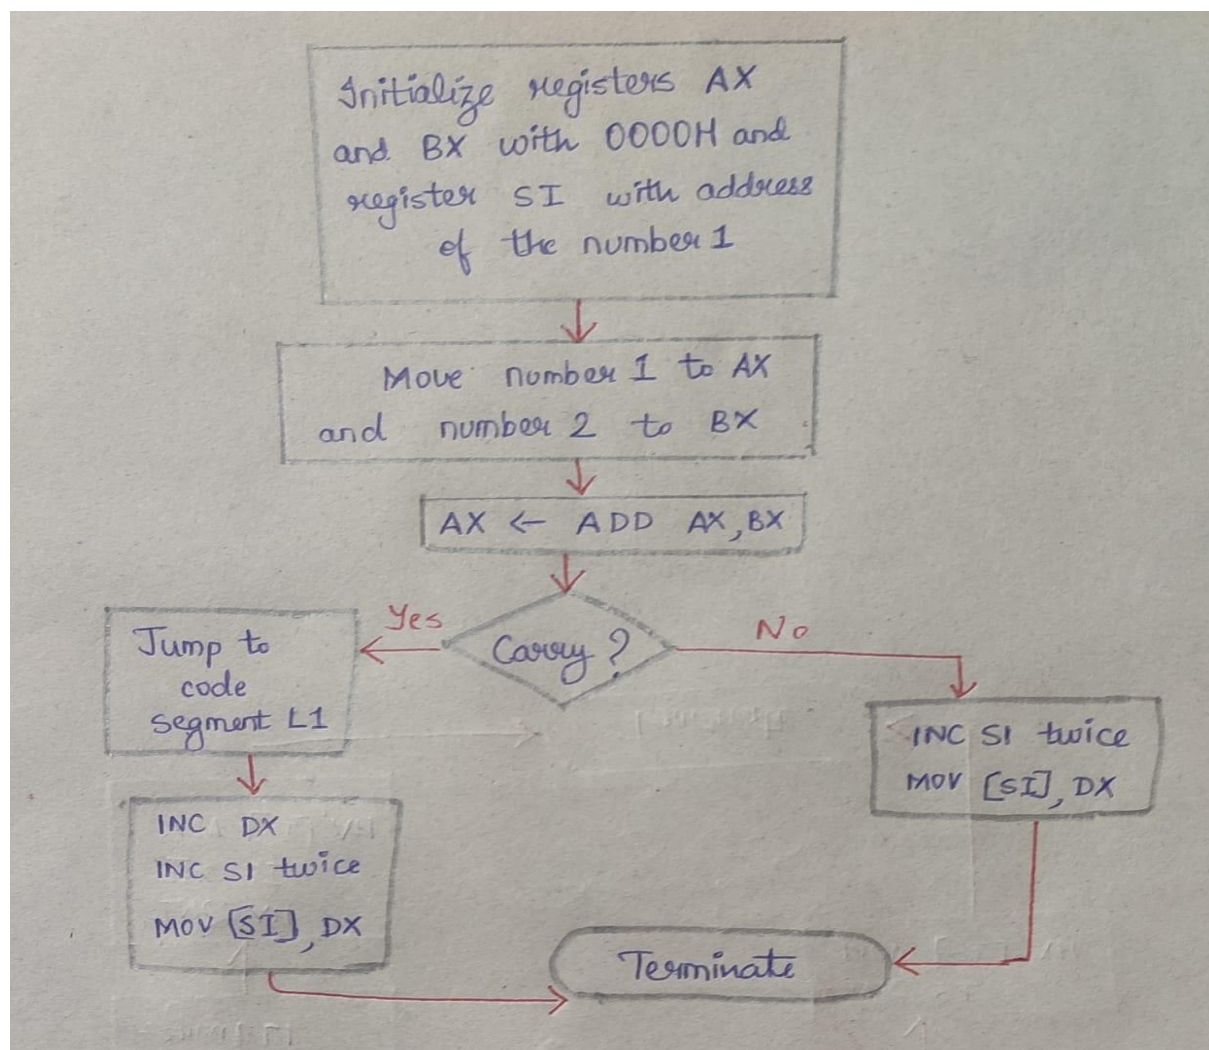 Initialize registers AX
and BX with 0000H and
register SI with address
of the number 1
Move number 1 to AX
and number 2 to BX
AX ← ADD AX, BX
Carry?
Yes
No
Jump to
code
segment L1
INC SI twice
MOV [SI], DX
INC DX
INC SI twice
MOV [SI], DX
Terminate